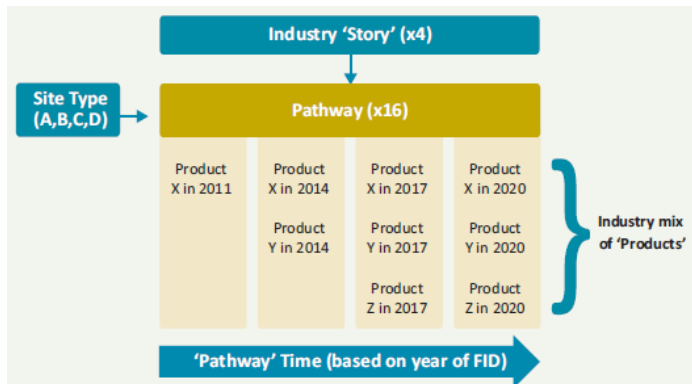 Industry ‘Story’ (x4)
Site Type
(A,B,C,D)
Pathway (x16)
Product
X in 2011
Product
X in 2014
Product
X in 2017
Product
X in 2020
Product
Y in 2014
Product
Y in 2017
Product
Y in 2020
Product
Z in 2017
Product
Z in 2020
Industry mix
of ‘Products’
‘Pathway’ Time (based on year of FID)